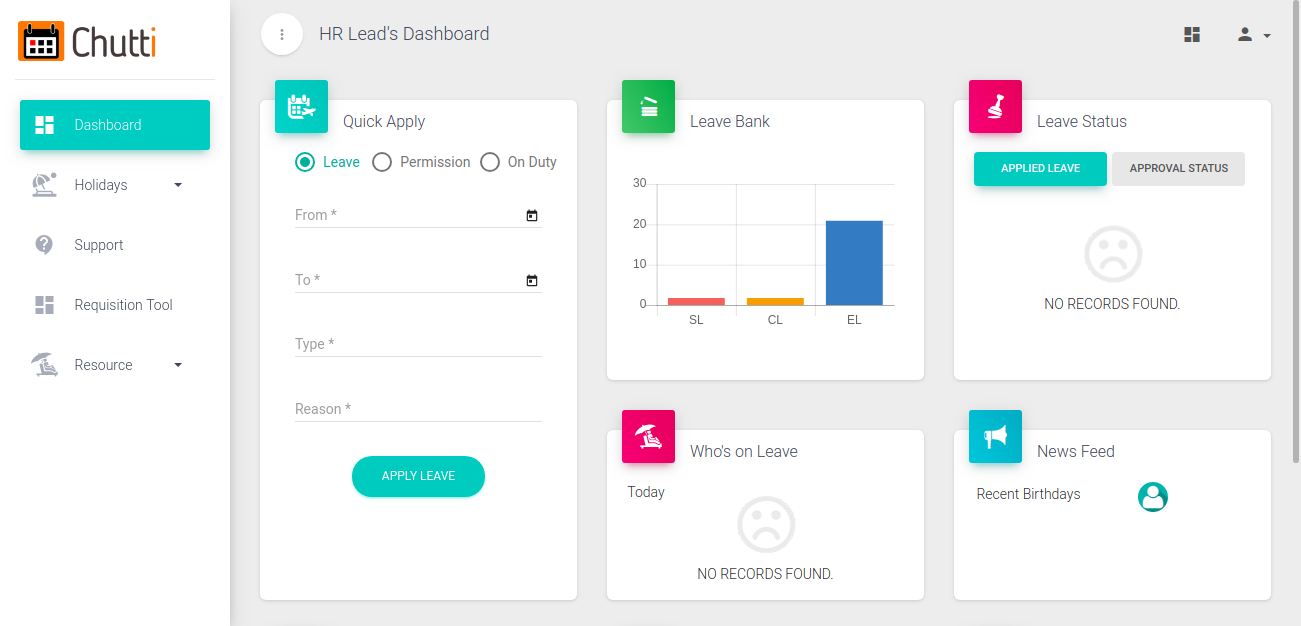 Chutti
HR Lead's Dashboard
Dashboard
Holidays
Support
Requisition Tool
Resource
Quick Apply
Leave Permission On Duty
From *
To *
Type *
Reason *
APPLY LEAVE
Leave Bank
30
20
10
0
SL CL EL
Leave Status
APPLIED LEAVE APPROVAL STATUS
NO RECORDS FOUND.
Who's on Leave
Today
NO RECORDS FOUND.
News Feed
Recent Birthdays